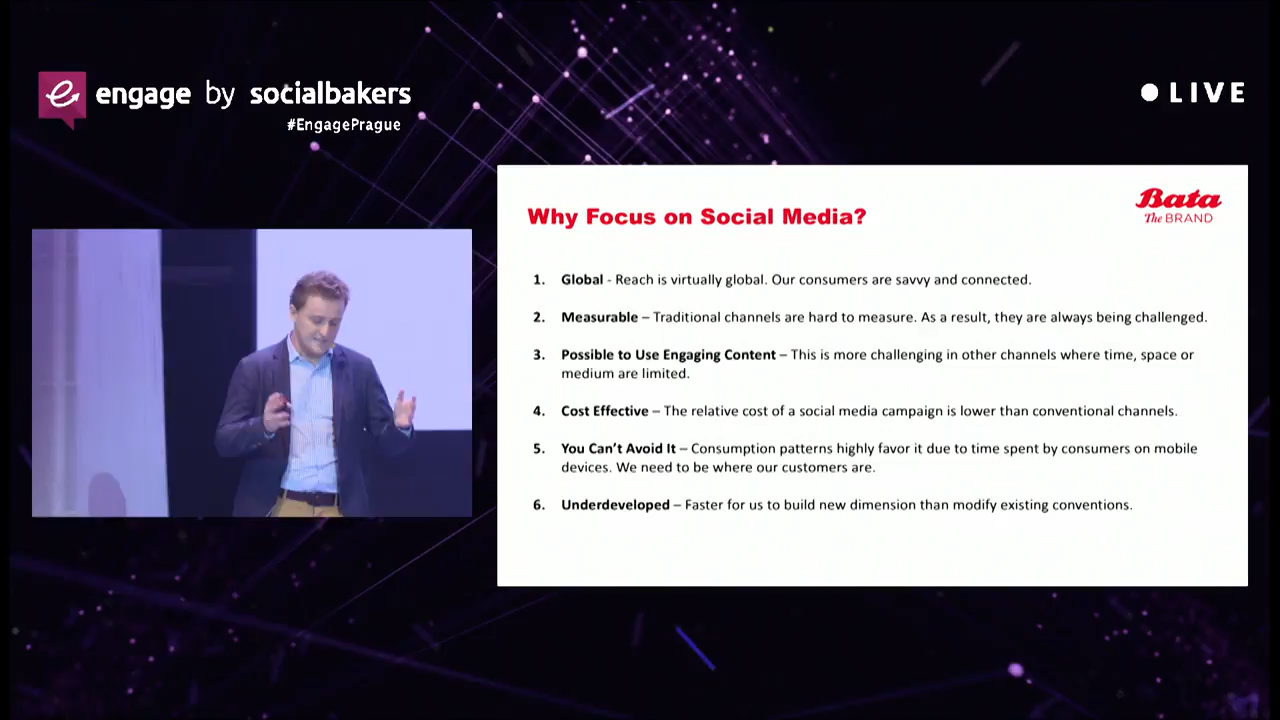 engage by socialbakers
#EngagePrague
LIVE
Bata
The BRAND
Why Focus on Social Media?
1. Global - Reach is virtually global. Our consumers are savvy and connected.
2. Measurable – Traditional channels are hard to measure. As a result, they are always being challenged.
3. Possible to Use Engaging Content – This is more challenging in other channels where time, space or
medium are limited.
4. Cost Effective – The relative cost of a social media campaign is lower than conventional channels.
5. You Can't Avoid It – Consumption patterns highly favor it due to time spent by consumers on mobile
devices. We need to be where our customers are.
6. Underdeveloped – Faster for us to build new dimension than modify existing conventions.